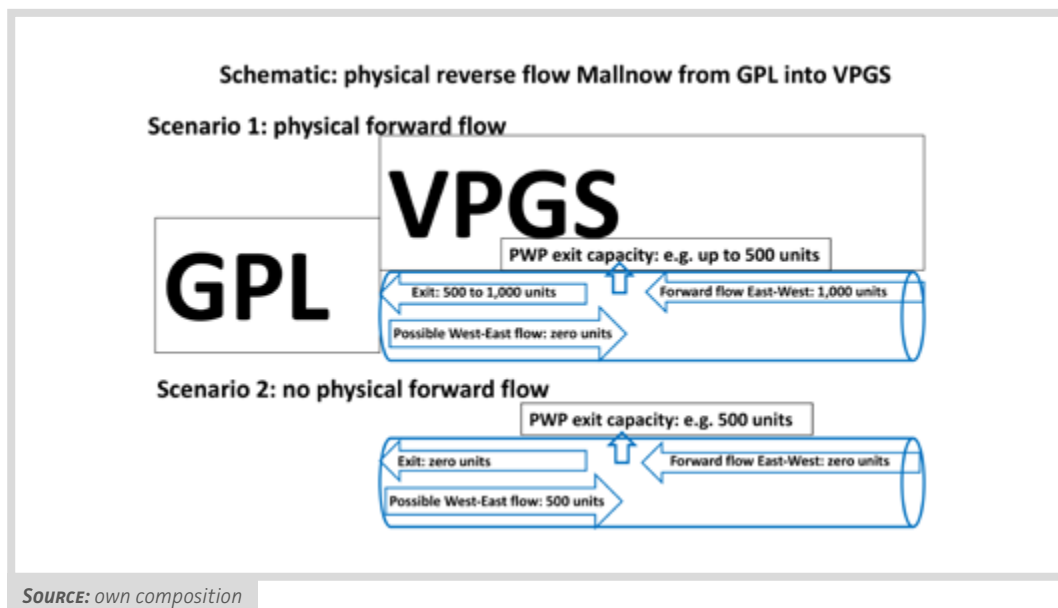 Schematic: physical reverse flow Mallnow from GPL into VPGS
Scenario 1: physical forward flow
VPGS
GPL
PWP exit capacity: e.g. up to 500 units
Exit: 500 to 1,000 units
Forward flow East-West: 1,000 units
Possible West-East flow: zero units
Scenario 2: no physical forward flow
PWP exit capacity: e.g. 500 units
Exit: zero units
Forward flow East-West: zero units
Possible West-East flow: 500 units
SOURCE: own composition